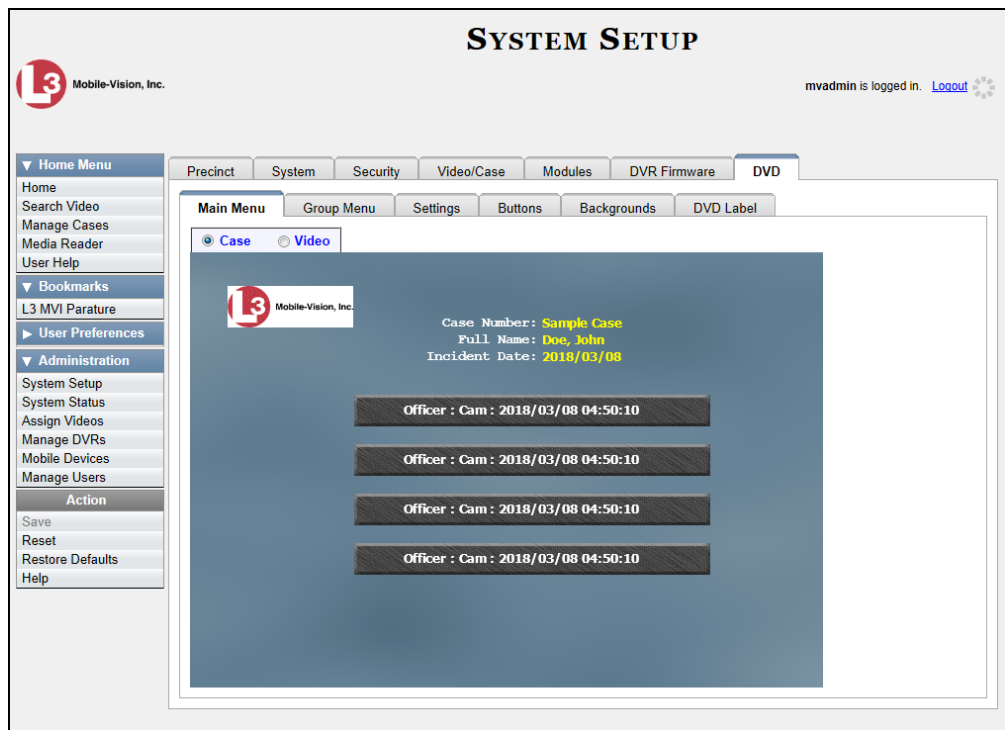 SYSTEM SETUP
L3 Mobile-Vision, Inc.
mvadmin is logged in. Logout
Home Menu
Home
Search Video
Manage Cases
Media Reader
User Help
Bookmarks
L3 MVI Parature
User Preferences
Administration
System Setup
System Status
Assign Videos
Manage DVRs
Mobile Devices
Manage Users
Action
Save
Reset
Restore Defaults
Help
Precinct System Security Video/Case Modules DVR Firmware DVD
Main Menu Group Menu Settings Buttons Backgrounds DVD Label
Case Video
L3 Mobile-Vision, Inc.
Case Number: Sample Case
Full Name: Doe, John
Incident Date: 2018/03/08
Officer : Cam : 2018/03/08 04:50:10
Officer : Cam : 2018/03/08 04:50:10
Officer : Cam : 2018/03/08 04:50:10
Officer : Cam : 2018/03/08 04:50:10